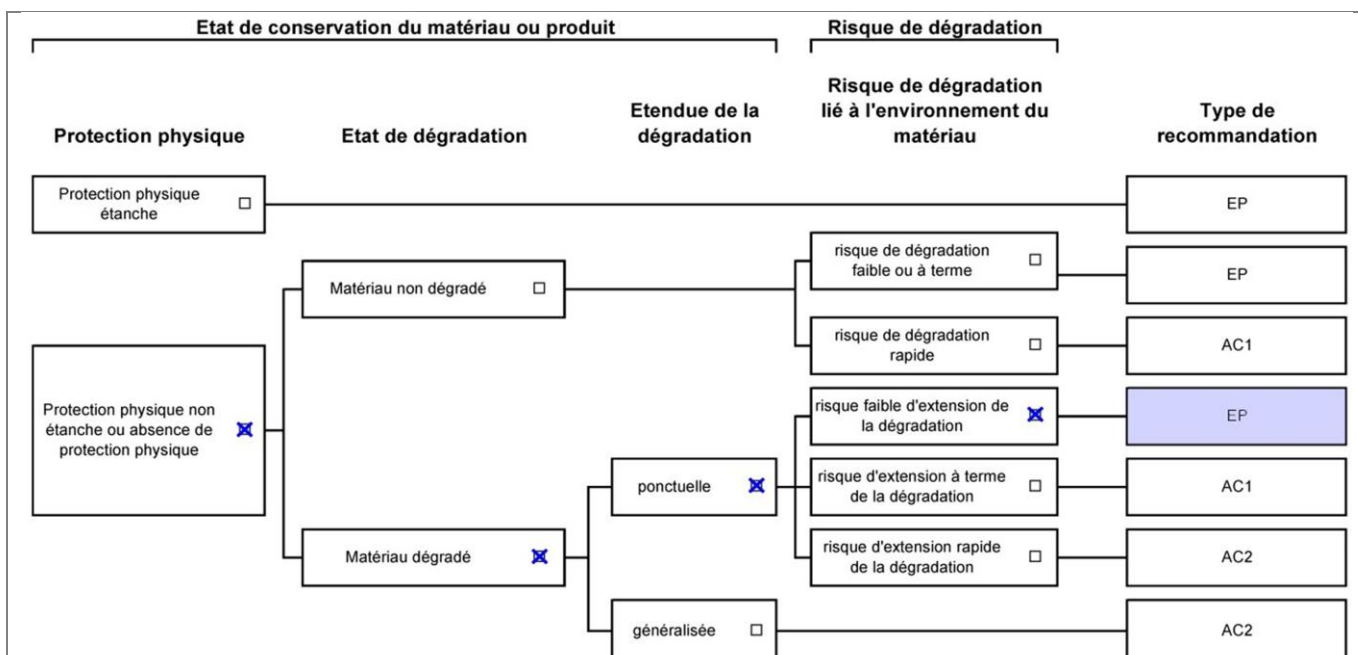 Etat de conservation du matériau ou produit
Risque de dégradation
Protection physique
Etat de dégradation
Etendue de la
dégradation
Risque de dégradation
lié à l'environnement du
matériau
Type de
recommandation
Protection physique
étanche
EP
risque de dégradation
faible ou à terme
EP
Matériau non dégradé
risque de dégradation
rapide
AC1
Protection physique non
étanche ou absence de
protection physique
risque faible d'extension de
la dégradation
EP
ponctuelle
risque d'extension à terme
de la dégradation
AC1
Matériau dégradé
risque d'extension rapide
de la dégradation
AC2
généralisée
AC2